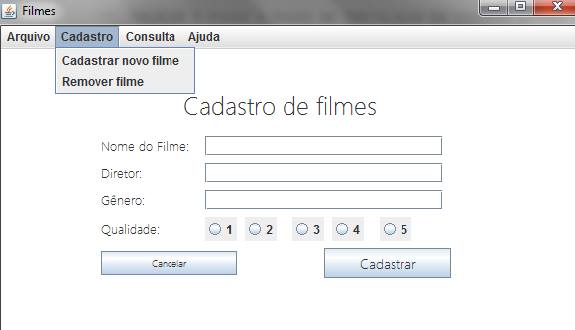 Filmes
Arquivo Cadastro Consulta Ajuda
Cadastrar novo filme
Remover filme
Cadastro de filmes
Nome do Filme:
Diretor:
Gênero:
Qualidade: 1 2 3 4 5
Cancelar Cadastrar